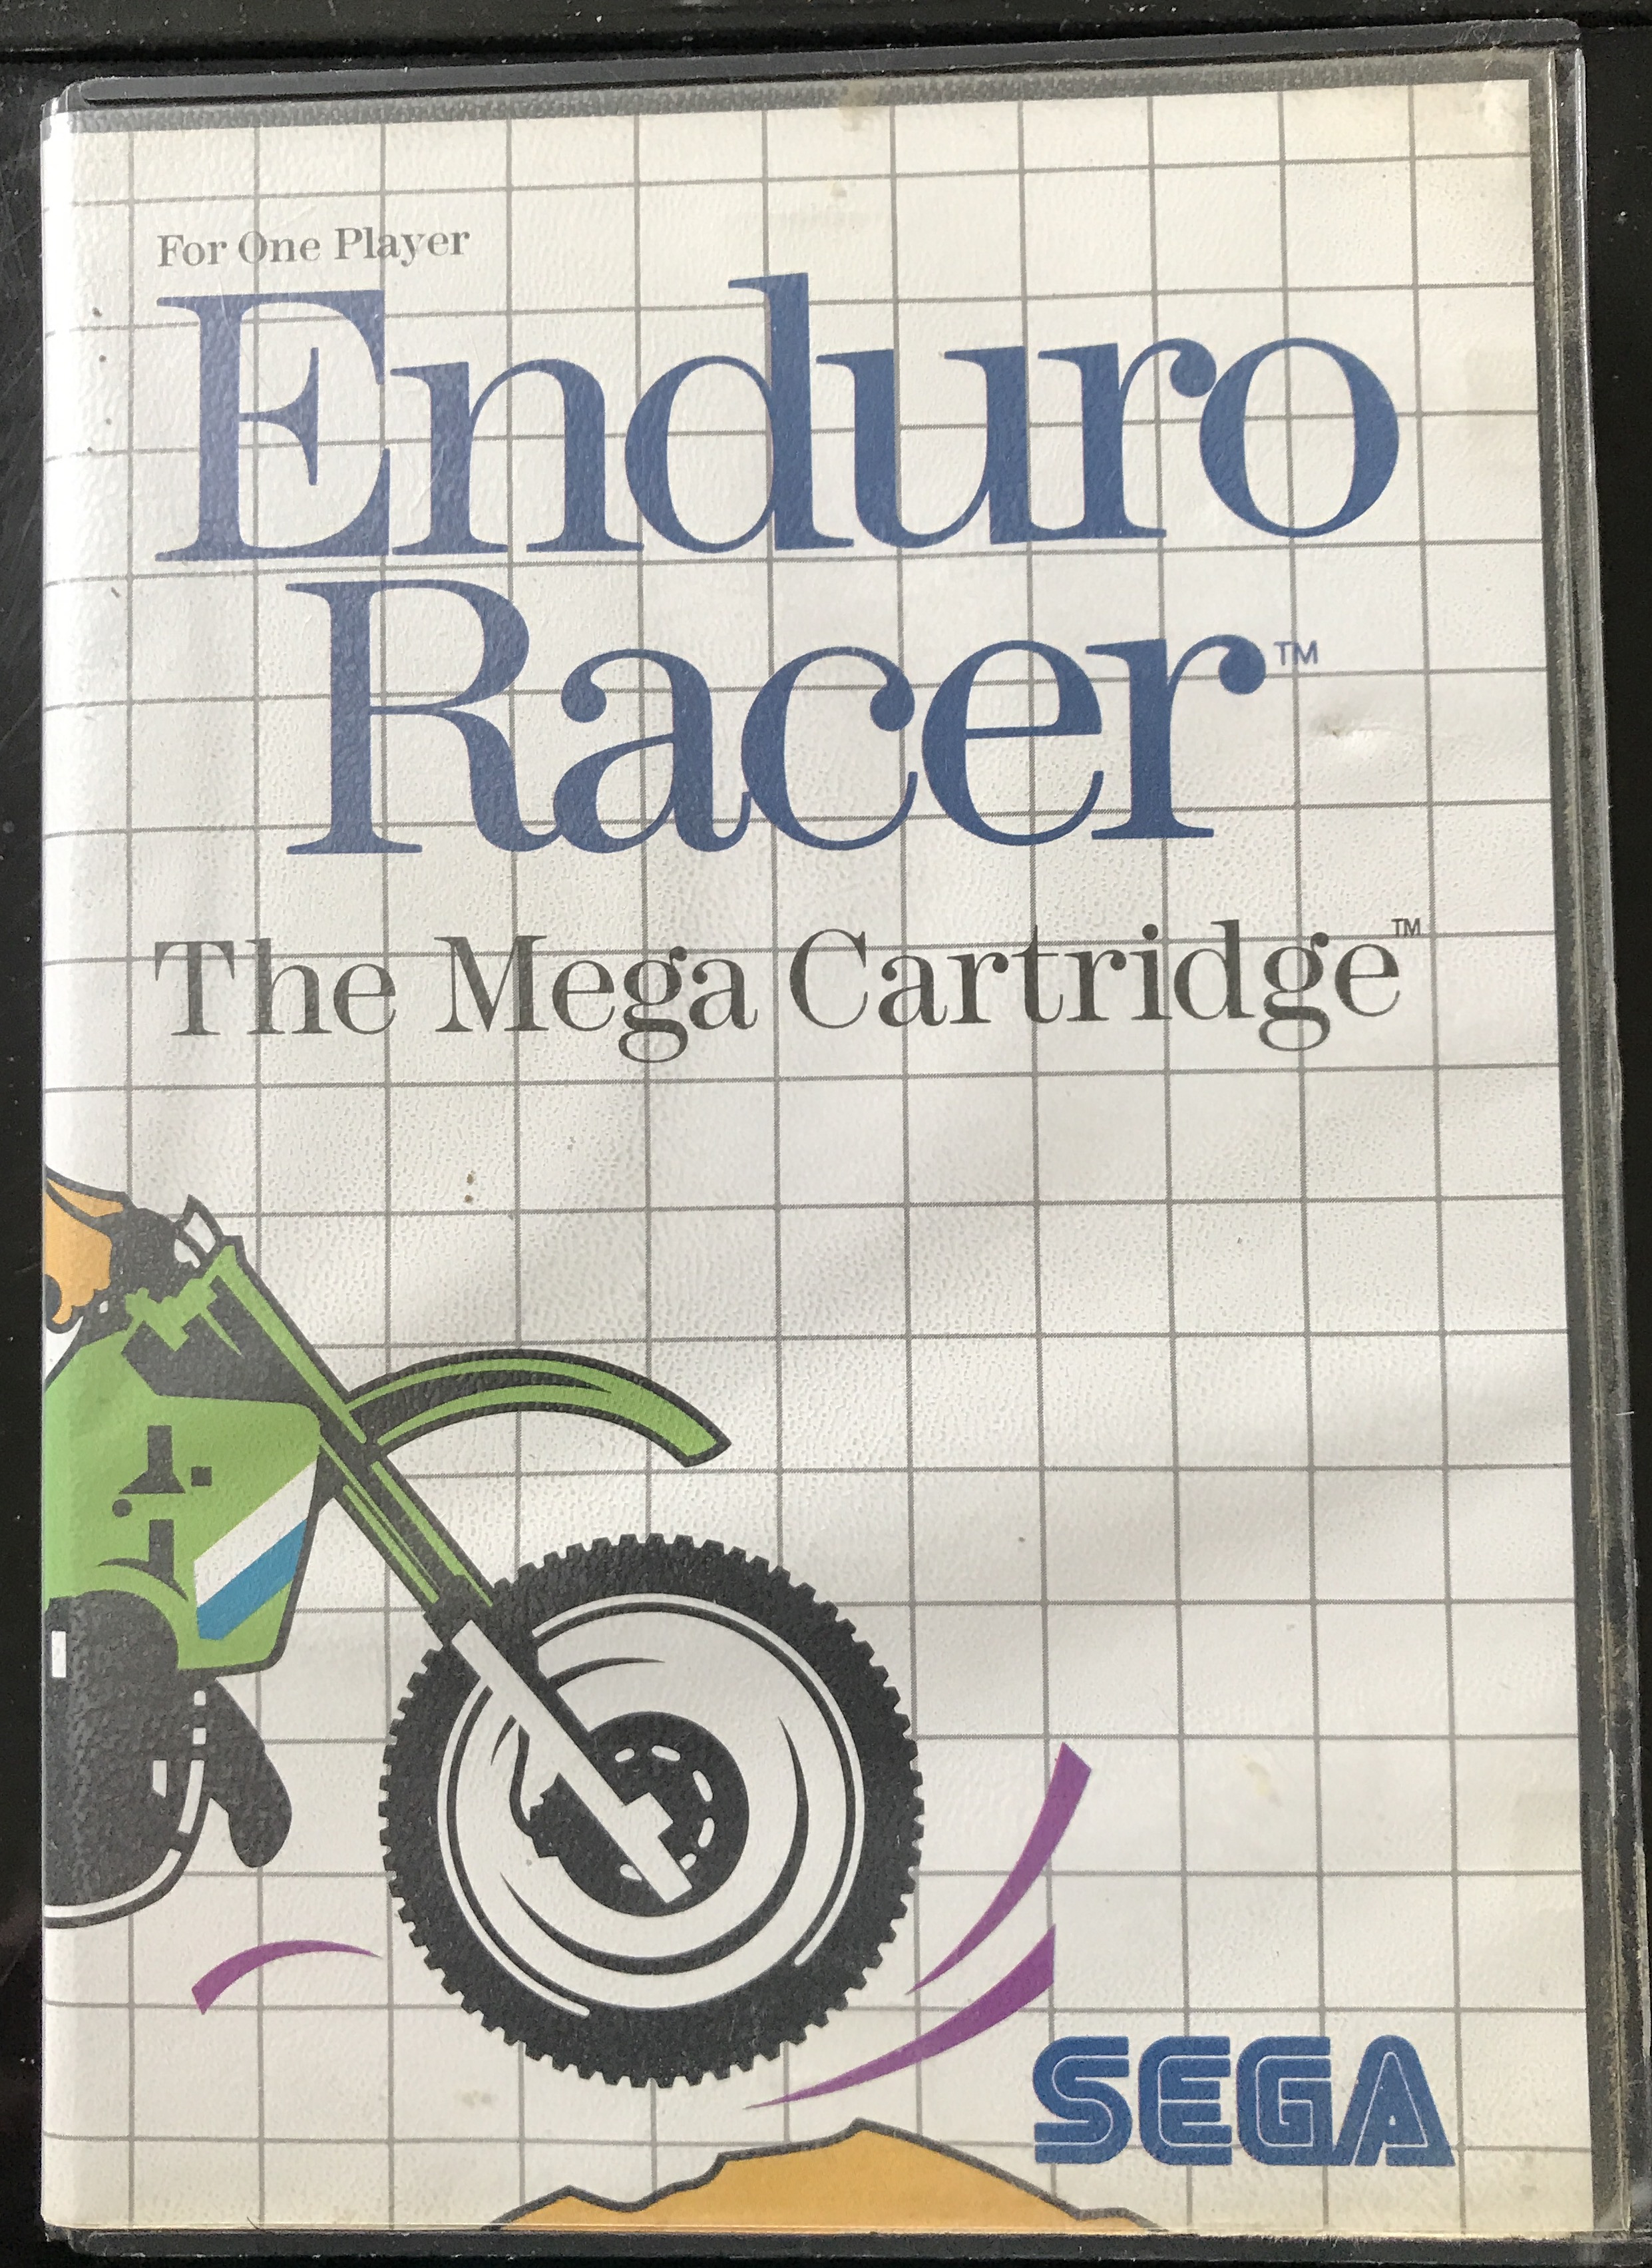 For One Player
Enduro
Racer™
The Mega Cartridge™
SEGA